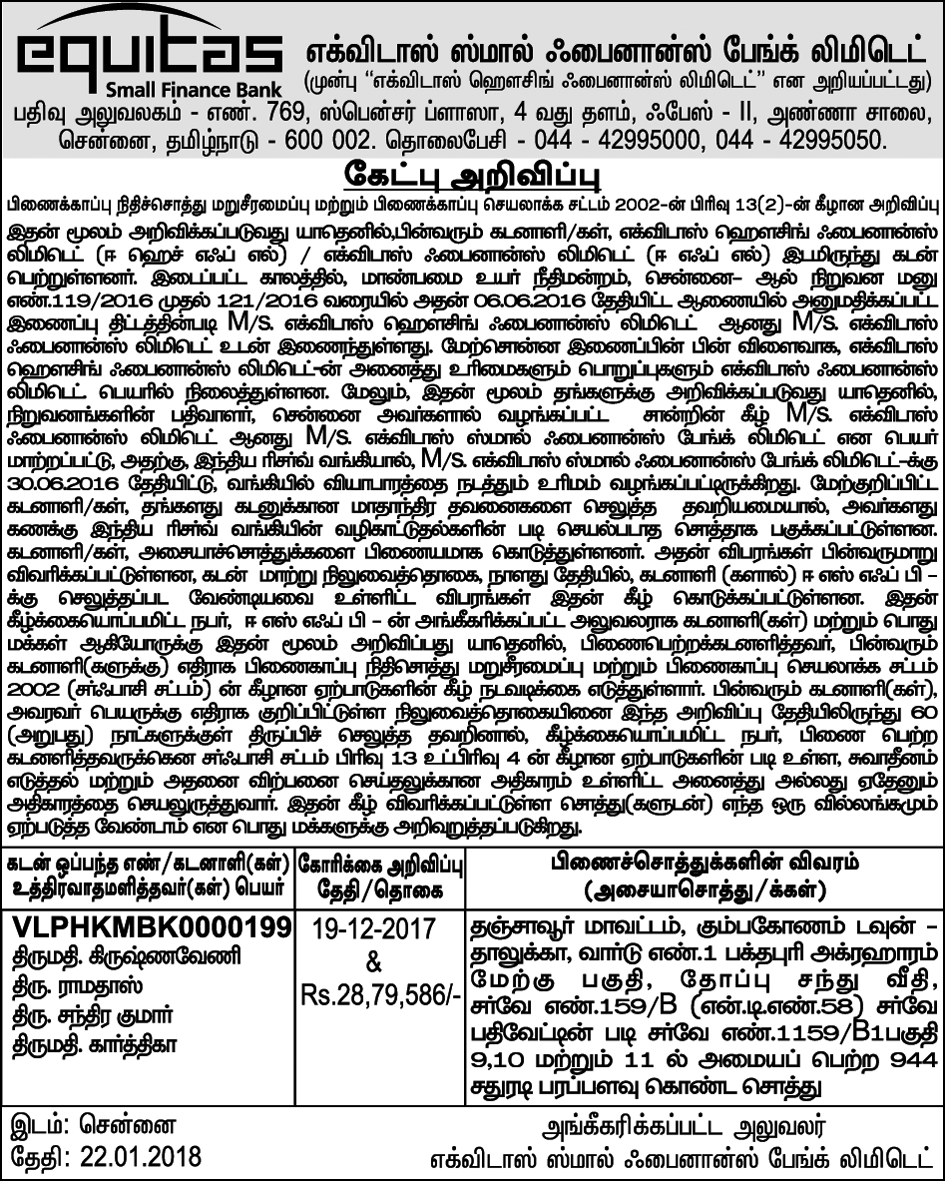 equitas
Small Finance Bank
எக்விடாஸ் ஸ்மால் ஃபைனான்ஸ் பேங்க் லிமிடெட்
(முன்பு “எக்விடாஸ் ஹௌசிங் ஃபைனான்ஸ் லிமிடெட்” என அறியப்பட்டது)
பதிவு அலுவலகம் - எண். 769, ஸ்பென்சர் ப்ளாஸா, 4 வது தளம், ஃபேஸ் - II, அண்ணா சாலை,
சென்னை, தமிழ்நாடு - 600 002. தொலைபேசி - 044 - 42995000, 044 - 42995050.
கேட்பு அறிவிப்பு
பிணைக்காப்பு நிதிச்சொத்து மறுசீரமைப்பு மற்றும் பிணைக்காப்பு செயலாக்க சட்டம் 2002-ன் பிரிவு 13(2)-ன் கீழான அறிவிப்பு
இதன் மூலம் அறிவிக்கப்படுவது யாதெனில்,பின்வரும் கடனாளி/கள், எக்விடாஸ் ஹௌசிங் ஃபைனான்ஸ்
லிமிடெட் (ஈ ஹெச் எஃப் எல்) / எக்விடாஸ் ஃபைனான்ஸ் லிமிடெட் (ஈ எஃப் எல்) இடமிருந்து கடன்
பெற்றுள்ளனர். இடைப்பட்ட காலத்தில், மாண்பமை உயர் நீதிமன்றம், சென்னை– ஆல் நிறுவன மனு
எண்.119/2016 முதல் 121/2016 வரையில் அதன் 06.06.2016 தேதியிட்ட ஆணையில் அனுமதிக்கப்பட்ட
இணைப்பு திட்டத்தின்படி M/S. எக்விடாஸ் ஹௌசிங் ஃபைனான்ஸ் லிமிடெட் ஆனது M/S. எக்விடாஸ்
ஃபைனான்ஸ் லிமிடெட் உடன் இணைந்துள்ளது. மேற்சொன்ன இணைப்பின் பின் விளைவாக, எக்விடாஸ்
ஹௌசிங் ஃபைனான்ஸ் லிமிடெட்-ன் அனைத்து உரிமைகளும் பொறுப்புகளும் எக்விடாஸ் ஃபைனான்ஸ்
லிமிடெட். பெயரில் நிலைத்துள்ளன. மேலும், இதன் மூலம் தங்களுக்கு அறிவிக்கப்படுவது யாதெனில்,
நிறுவனங்களின் பதிவாளர், சென்னை அவர்களால் வழங்கப்பட்ட சான்றின் கீழ் M/S. எக்விடாஸ்
ஃபைனான்ஸ் லிமிடெட் ஆனது M/S. எக்விடாஸ் ஸ்மால் ஃபைனான்ஸ் பேங்க் லிமிடெட் என பெயர்
மாற்றப்பட்டு, அதற்கு, இந்திய ரிசர்வ் வங்கியால், M/S. எக்விடாஸ் ஸ்மால் ஃபைனான்ஸ் பேங்க் லிமிடெட்-க்கு
30.06.2016 தேதியிட்டு, வங்கியில் வியாபாரத்தை நடத்தும் உரிமம் வழங்கப்பட்டிருக்கிறது. மேற்குறிப்பிட்ட
கடனாளி/கள், தங்களது கடனுக்கான மாதாந்திர தவணைகளை செலுத்த தவறியமையால், அவர்களது
கணக்கு இந்திய ரிசர்வ் வங்கியின் வழிகாட்டுதல்களின் படி செயல்படாத சொத்தாக பகுக்கப்பட்டுள்ளன.
கடனாளி/கள், அசையாச்சொத்துக்களை பிணையமாக கொடுத்துள்ளனர். அதன் விபரங்கள் பின்வருமாறு
விவரிக்கப்பட்டுள்ளன, கடன் மாற்று நிலுவைத்தொகை, நாளது தேதியில், கடனாளி (களால்) ஈ எஸ் எஃப் பி –
க்கு செலுத்தப்பட வேண்டியவை உள்ளிட்ட விபரங்கள் இதன் கீழ் கொடுக்கப்பட்டுள்ளன. இதன்
கீழ்க்கையொப்பமிட்ட நபர், ஈ எஸ் எஃப் பி – ன் அங்கீகரிக்கப்பட்ட அலுவலராக கடனாளி(கள்) மற்றும் பொது
மக்கள் ஆகியோருக்கு இதன் மூலம் அறிவிப்பது யாதெனில், பிணைபெற்றக்கடனளித்தவர், பின்வரும்
கடனாளி(களுக்கு) எதிராக பிணைகாப்பு நிதிசொத்து மறுசீரமைப்பு மற்றும் பிணைகாப்பு செயலாக்க சட்டம்
2002 (சர்ஃபாசி சட்டம்) ன் கீழான ஏற்பாடுகளின் கீழ் நடவடிக்கை எடுத்துள்ளார். பின்வரும் கடனாளி(கள்),
அவரவர் பெயருக்கு எதிராக குறிப்பிட்டுள்ள நிலுவைத்தொகையினை இந்த அறிவிப்பு தேதியிலிருந்து 60
(அறுபது) நாட்களுக்குள் திருப்பிச் செலுத்த தவறினால், கீழ்க்கையொப்பமிட்ட நபர், பிணை பெற்ற
கடனளித்தவருக்கென சர்ஃபாசி சட்டம் பிரிவு 13 உட்பிரிவு 4 ன் கீழான ஏற்பாடுகளின் படி உள்ள, சுவாதீனம்
எடுத்தல் மற்றும் அதனை விற்பனை செய்தலுக்கான அதிகாரம் உள்ளிட்ட அனைத்து அல்லது ஏதேனும்
அதிகாரத்தை செயலுருத்துவார். இதன் கீழ் விவரிக்கப்பட்டுள்ள சொத்து(களுடன்) எந்த ஒரு வில்லங்கமும்
ஏற்படுத்த வேண்டாம் என பொது மக்களுக்கு அறிவுறுத்தப்படுகிறது.
கடன் ஒப்பந்த எண்/கடனாளி(கள்)
உத்திரவாதமளித்தவர்(கள்) பெயர்
கோரிக்கை அறிவிப்பு
தேதி/தொகை
பிணைச்சொத்துக்களின் விவரம்
(அசையாசொத்து/க்கள்)
VLPHKMBK0000199
திருமதி. கிருஷ்ணவேணி
திரு. ராமதாஸ்
திரு. சந்திர குமார்
திருமதி. கார்த்திகா
19-12-2017
&
Rs.28,79,586/-
தஞ்சாவூர் மாவட்டம், கும்பகோணம் டவுன் –
தாலுக்கா, வார்டு எண்.1 பக்தபுரி அக்ரஹாரம்
மேற்கு பகுதி, தோப்பு சந்து வீதி,
சர்வே எண்.159/B (என்.டி.எண்.58) சர்வே
பதிவேட்டின் படி சர்வே எண்.1159/B1பகுதி
9,10 மற்றும் 11 ல் அமையப் பெற்ற 944
சதுரடி பரப்பளவு கொண்ட சொத்து
இடம்: சென்னை
தேதி: 22.01.2018
அங்கீகரிக்கப்பட்ட அலுவலர்
எக்விடாஸ் ஸ்மால் ஃபைனான்ஸ் பேங்க் லிமிடெட்